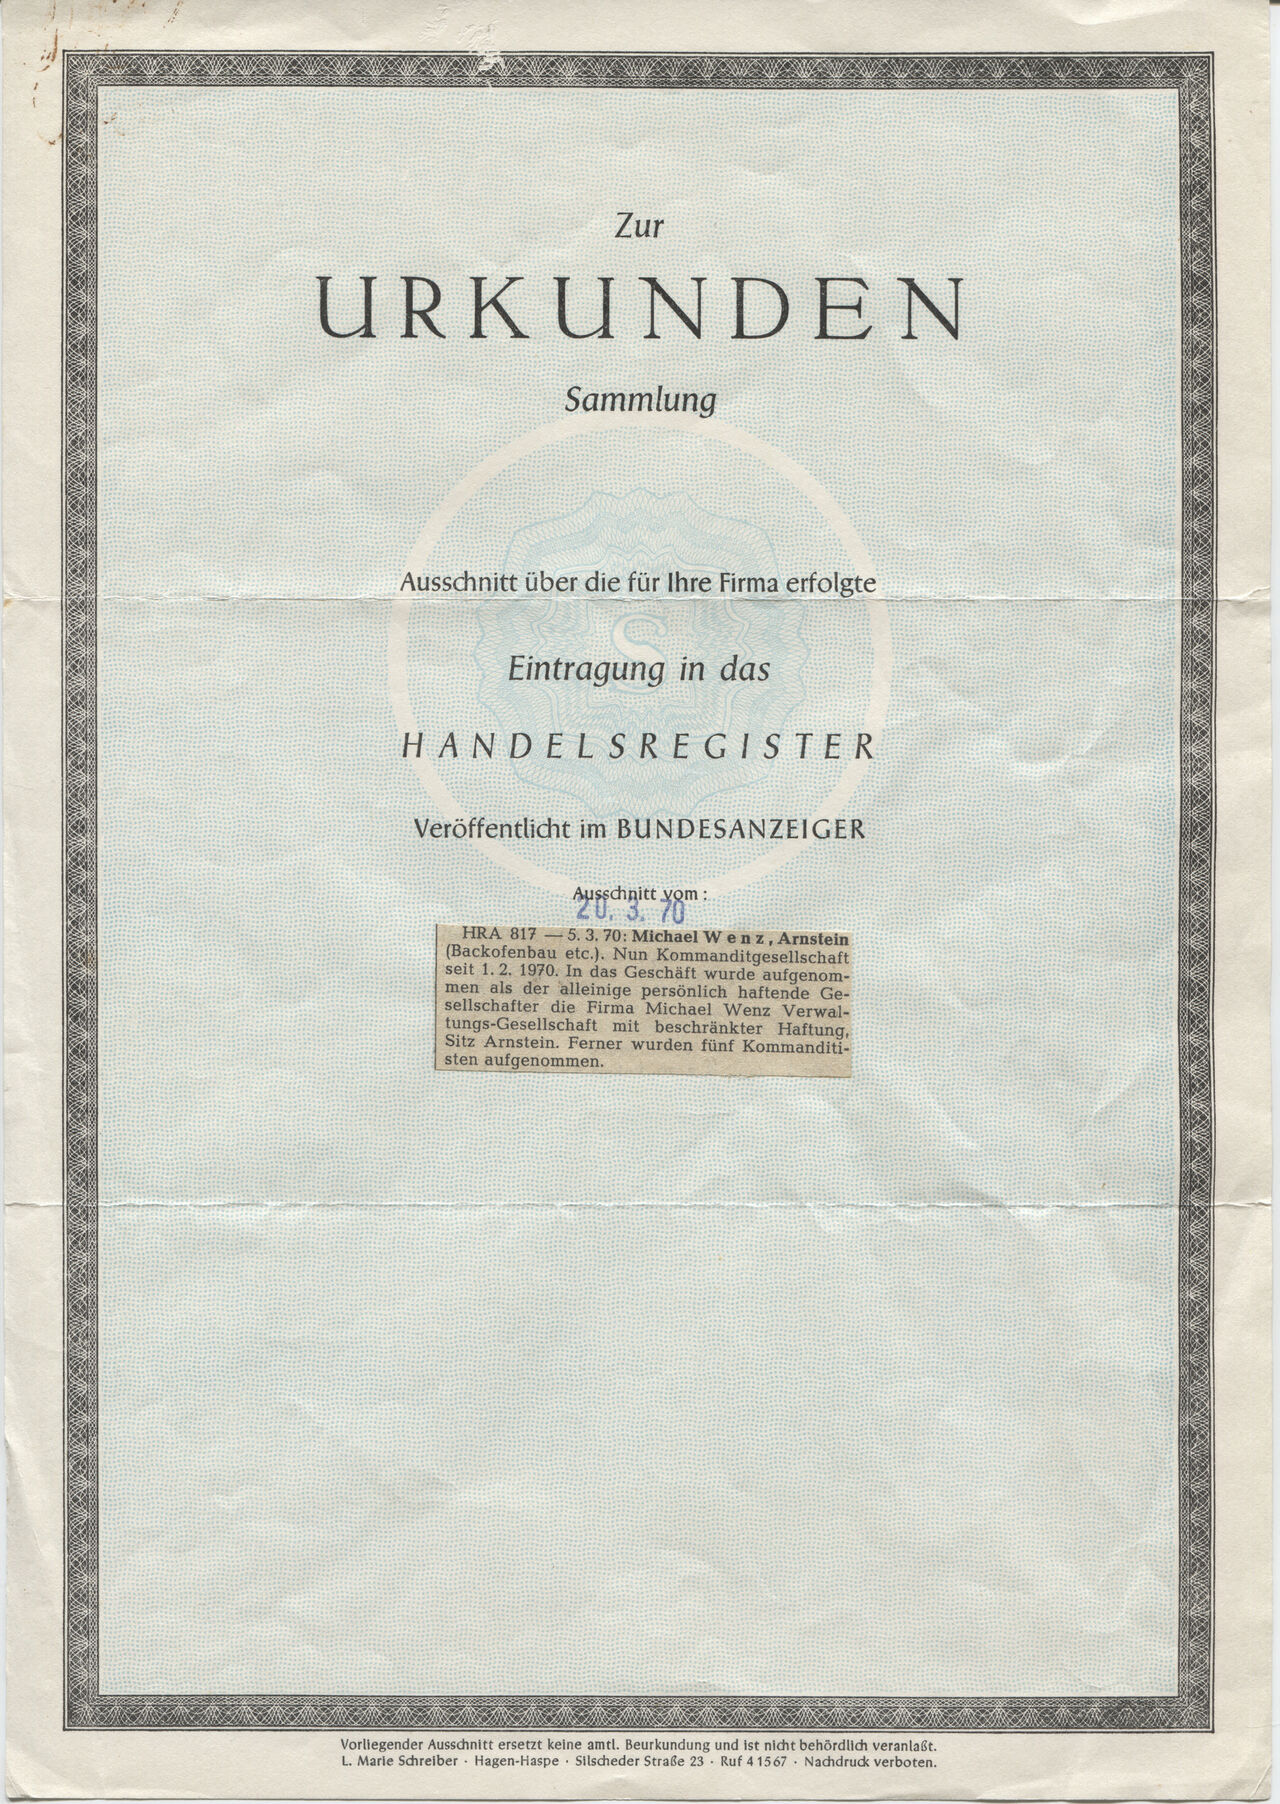 Zur
URKUNDEN
Sammlung
Ausschnitt über die für Ihre Firma erfolgte
S
Eintragung in das
HANDELSREGISTER
Veröffentlicht im BUNDESANZEIGER
Ausschnitt vom :
20. 3. 70
HRA 817 — 5. 3. 70: Michael Wenz, Arnstein
(Backofenbau etc.). Nun Kommanditgesellschaft
seit 1. 2. 1970. In das Geschäft wurde aufgenom-
men als der alleinige persönlich haftende Ge-
sellschafter die Firma Michael Wenz Verwal-
tungs-Gesellschaft mit beschränkter Haftung,
Sitz Arnstein. Ferner wurden fünf Kommanditi-
sten aufgenommen.
Vorliegender Ausschnitt ersetzt keine amtl. Beurkundung und ist nicht behördlich veranlaßt.
L. Marie Schreiber · Hagen-Haspe · Silscheder Straße 23 · Ruf 4 15 67 · Nachdruck verboten.